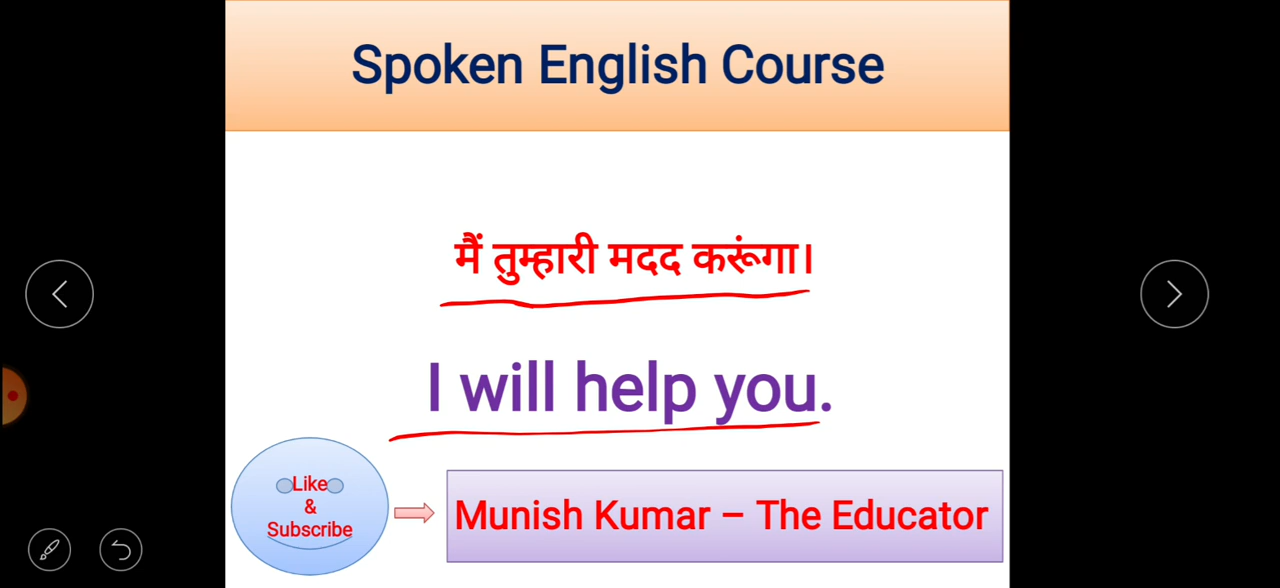 Spoken English Course
मैं तुम्हारी मदद करूंगा।
I will help you.
Like
&
Subscribe
Munish Kumar – The Educator